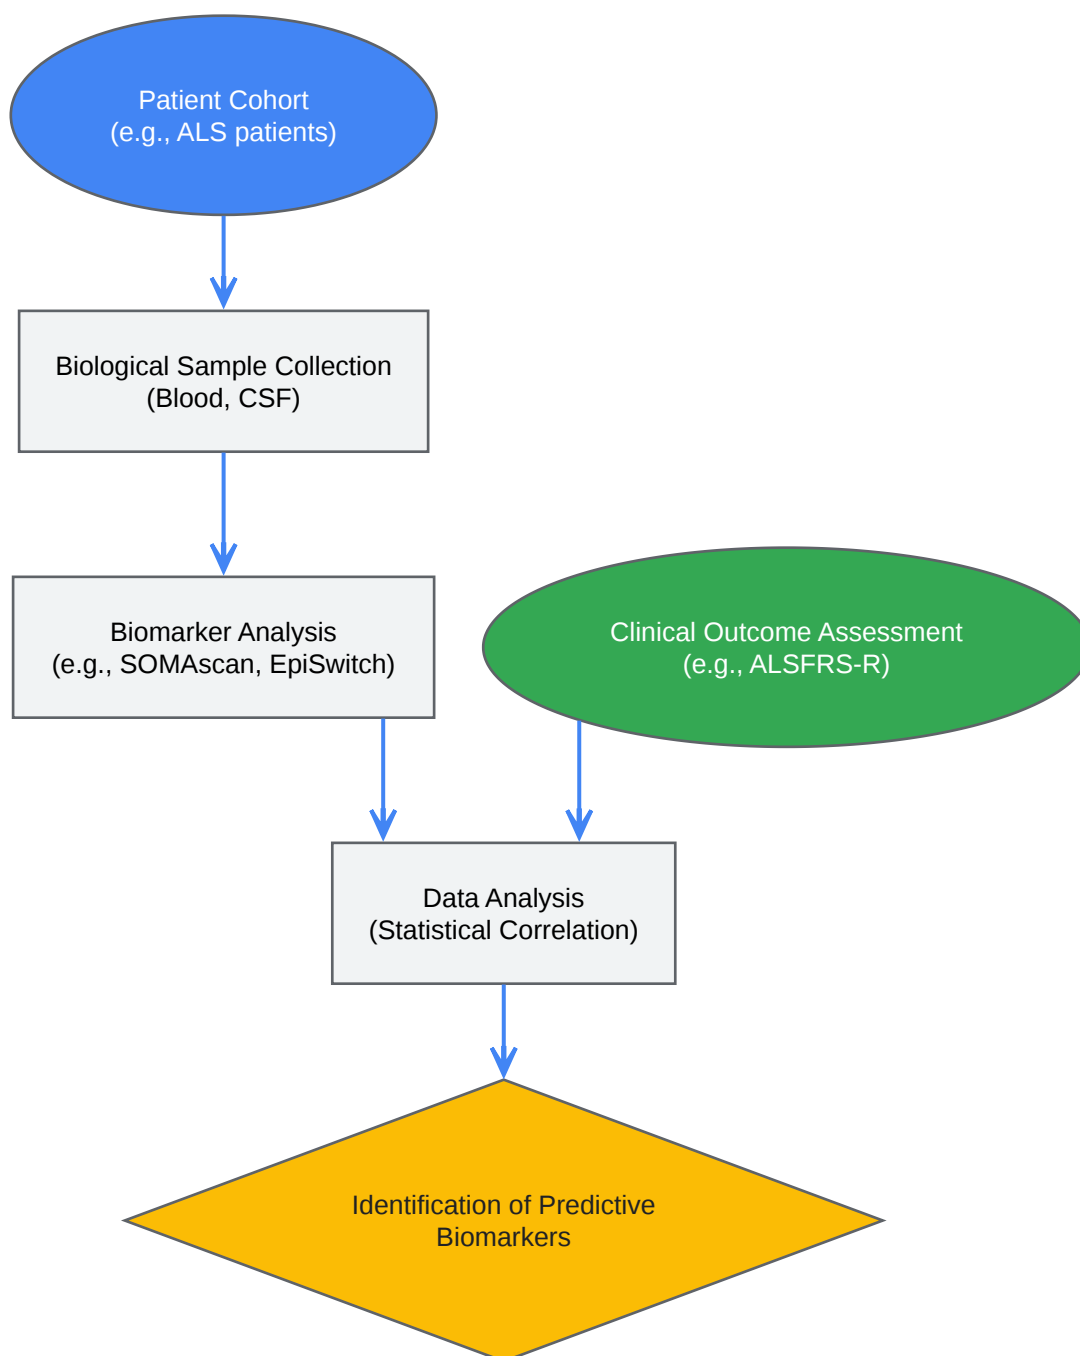 Patient Cohort
(e.g., ALS patients)
Biological Sample Collection
(Blood, CSF)
Biomarker Analysis
(e.g., SOMAscan, EpiSwitch)
Clinical Outcome Assessment
(e.g., ALSFRS-R)
Data Analysis
(Statistical Correlation)
Identification of Predictive
Biomarkers